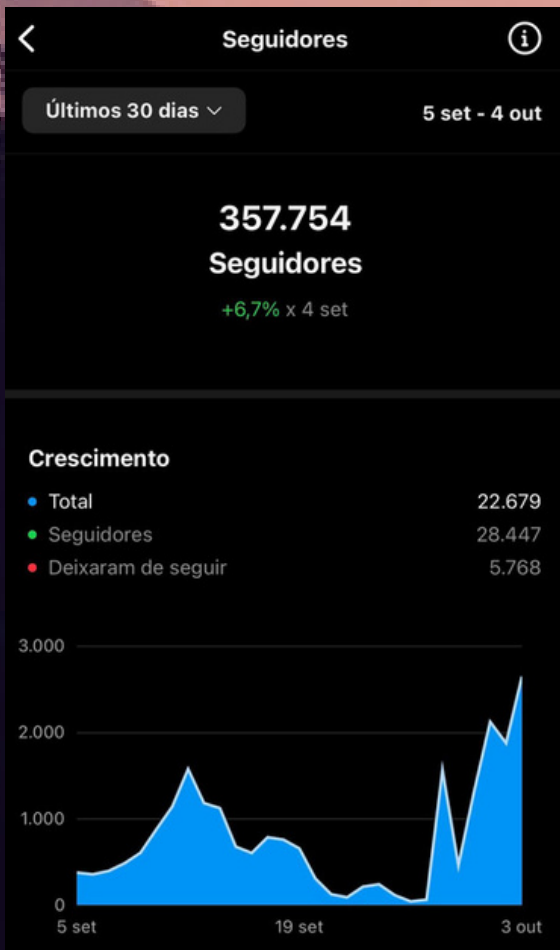 Seguidores
Últimos 30 dias
5 set - 4 out
357.754
Seguidores
+6,7% x 4 set
Crescimento
Total 22.679
Seguidores 28.447
Deixaram de seguir 5.768
3.000
2.000
1.000
0
5 set 19 set 3 out